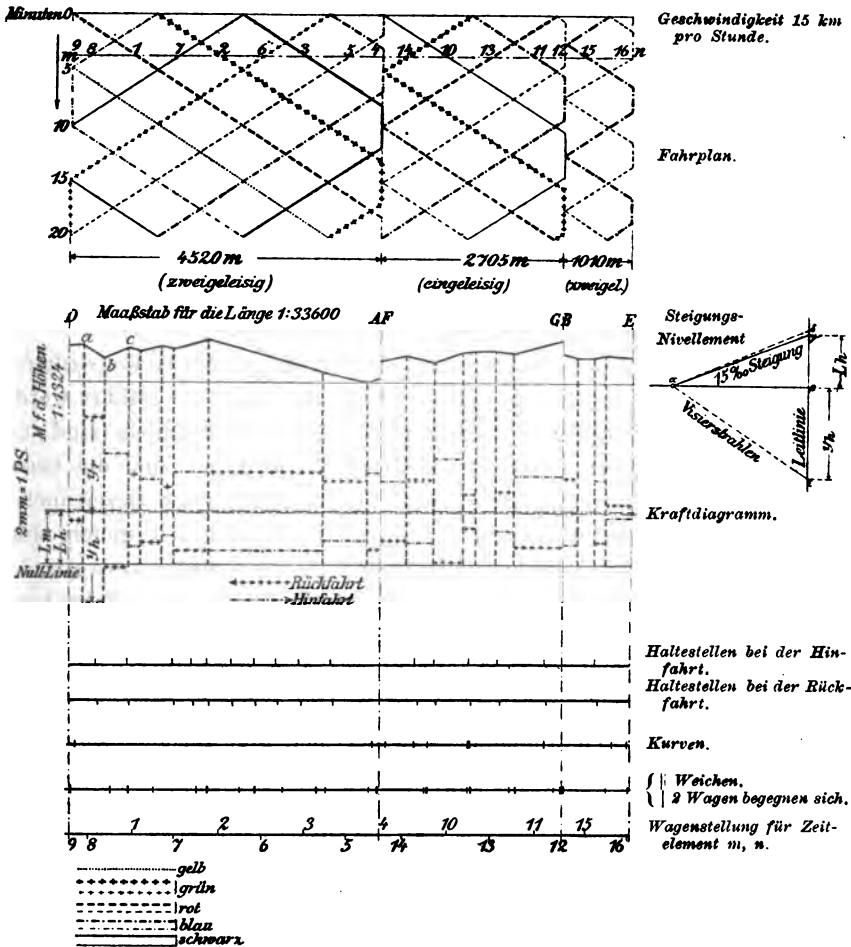 Minuten 0
Geschwindigkeit 15 km
pro Stunde.
9 8 1 7 2 6 3 5 4 14 10 13 11 12 15 16 n
m
5
10
Fahrplan.
15
20
4520 m 2705 m 1010 m
(zweigeleisig) (eingeleisig) (zweigel.)
D Maaßstab für die Länge 1:33600 AF GB E
Steigungs-
Nivellement
a c
b
15‰ Steigung
Lh
M. f. d. Höhen
1:1324
Visierstrahlen
Leitlinie
yh
2mm = 1 PS.
yr
Kraftdiagramm.
Lm
Lh
yh
Null-Linie
Rückfahrt
Hinfahrt
Haltestellen bei der Hin-
fahrt.
Haltestellen bei der Rück-
fahrt.
Kurven.
Weichen.
2 Wagen begegnen sich.
1 2 3 4 10 11 15
Wagenstellung für Zeit-
element m, n.
9 8 7 6 5 14 13 12 16
gelb
grün
rot
blau
schwarz